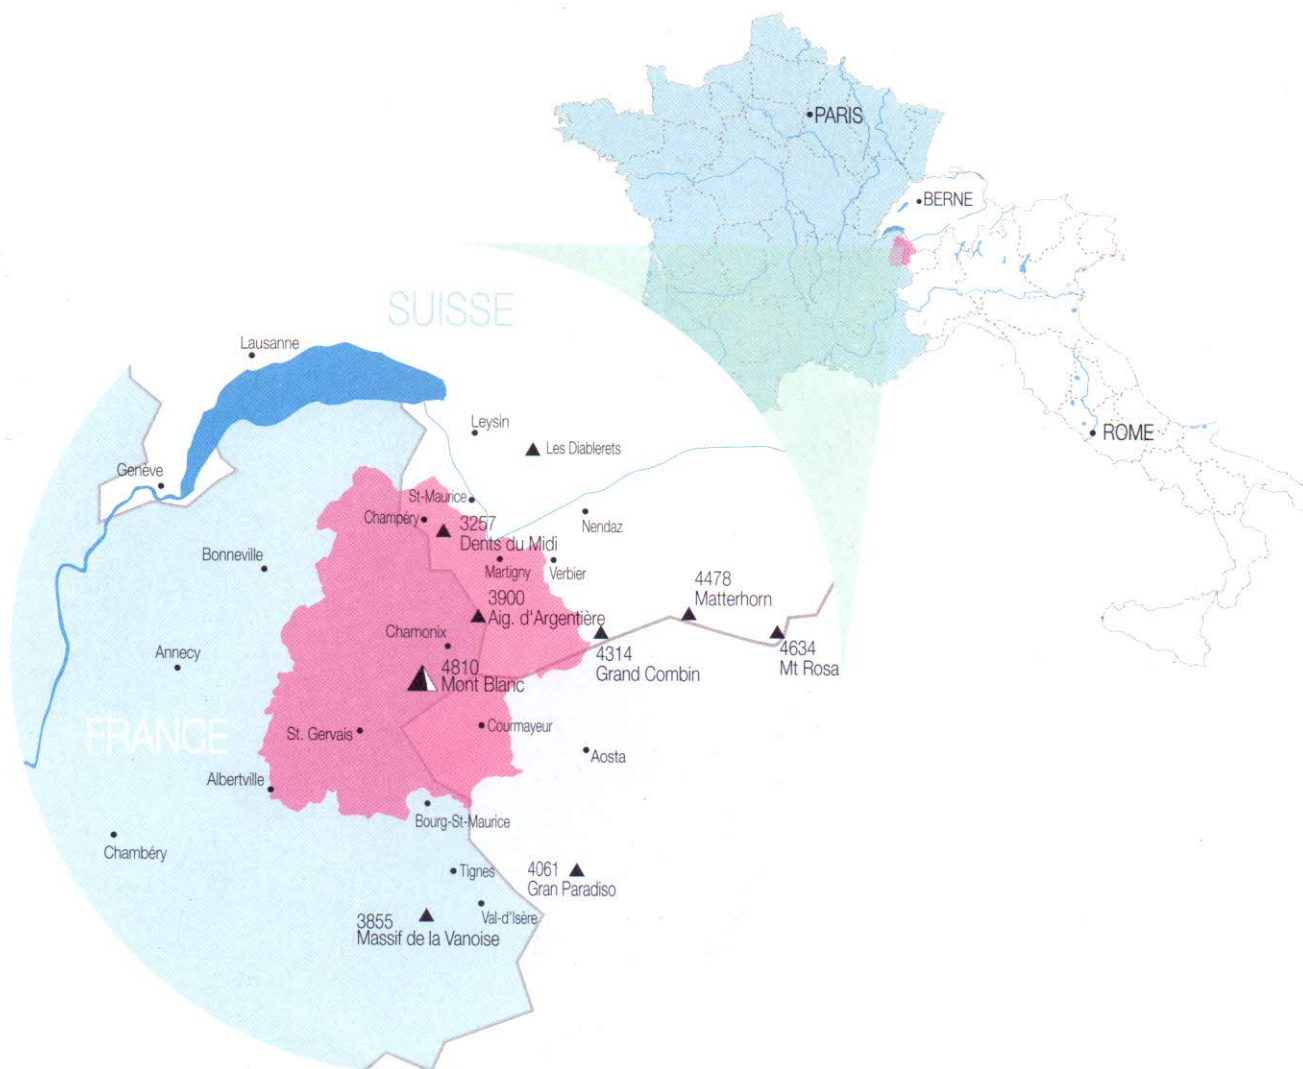 PARIS
BERNE
ROME
SUISSE
Lausanne
Leysin
Les Diablerets
Genève
St-Maurice
Champéry
3257
Dents du Midi
Nendaz
Bonneville
Martigny
Verbier
4478
Matterhorn
3900
Aig. d'Argentière
Chamonix
4314
Grand Combin
4634
Mt Rosa
Annecy
4810
Mont Blanc
FRANCE
St. Gervais
Courmayeur
Aosta
Albertville
Bourg-St-Maurice
Chambéry
Tignes
4061
Gran Paradiso
Val-d'Isère
3855
Massif de la Vanoise